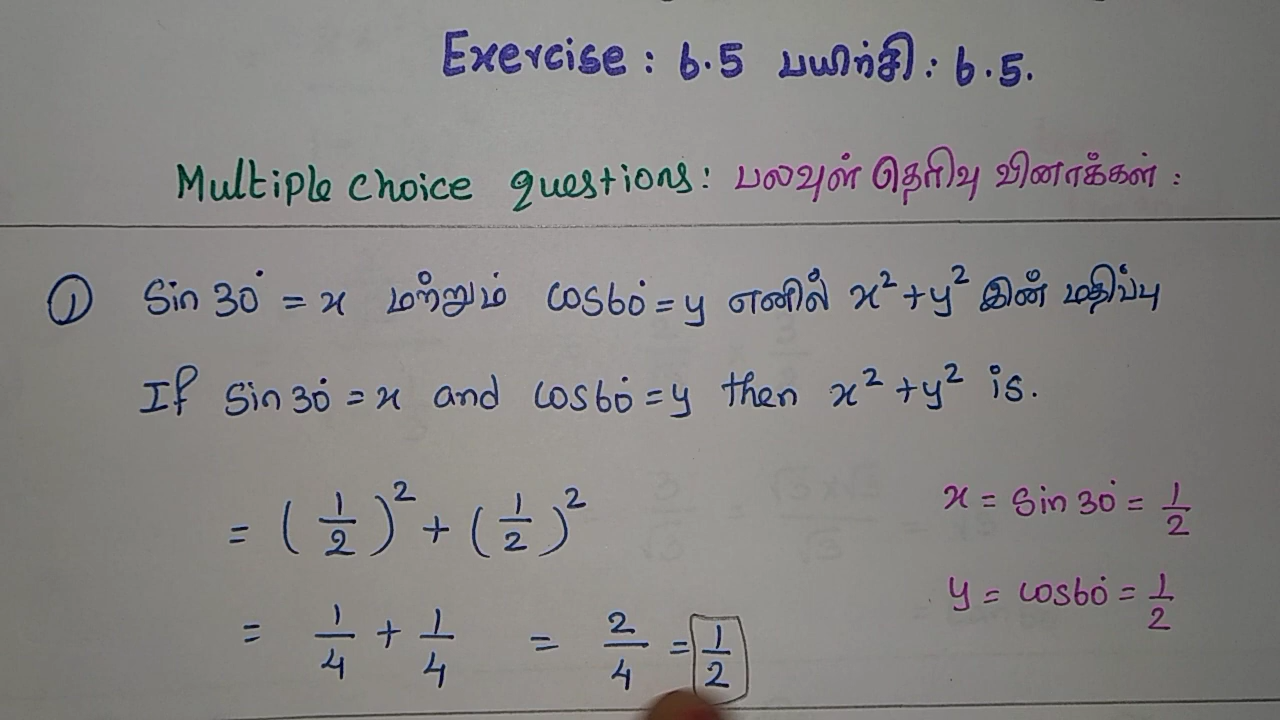 Exercise : 6.5 பயிற்சி : 6.5.
Multiple choice questions : பலவுள் தெரிவு வினாக்கள் :
① Sin 30° = x மற்றும் cos60° = y எனில் x² + y² இன் மதிப்பு
If Sin 30° = x and cos60° = y then x² + y² is.
= (1/2)² + (1/2)²
x = Sin 30° = 1/2
y = cos60° = 1/2
= 1/4 + 1/4 = 2/4 = 1/2